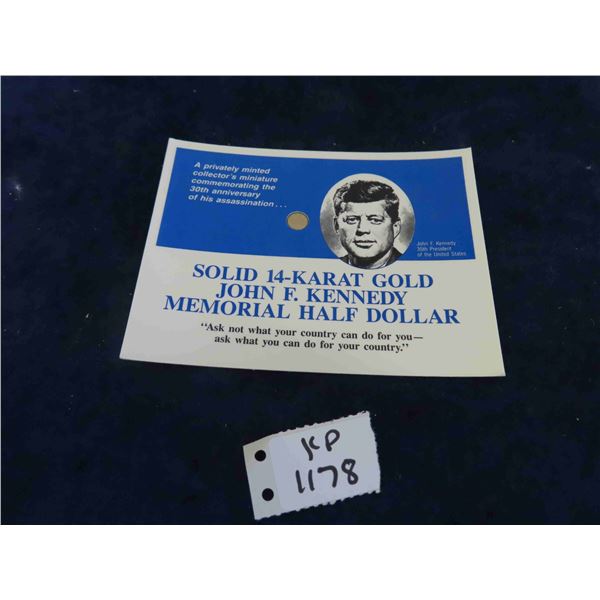 A privately minted
collector's miniature
commemorating the
30th anniversary
of his assassination...
John F. Kennedy
35th President
of the United States
SOLID 14-KARAT GOLD
JOHN F. KENNEDY
MEMORIAL HALF DOLLAR
"Ask not what your country can do for you—
ask what you can do for your country."
KP
1178